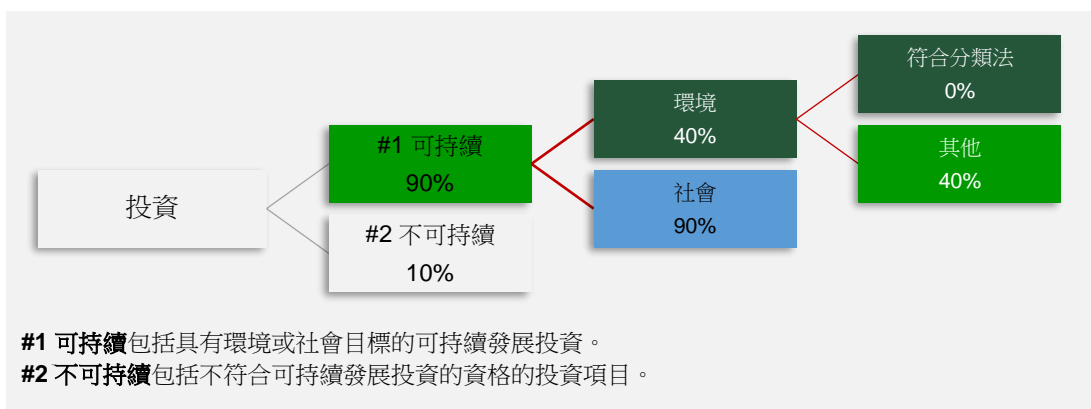 投資
#1 可持續
90%
#2 不可持續
10%
環境
40%
社會
90%
符合分類法
0%
其他
40%
#1 可持續包括具有環境或社會目標的可持續發展投資。
#2 不可持續包括不符合可持續發展投資的資格的投資項目。